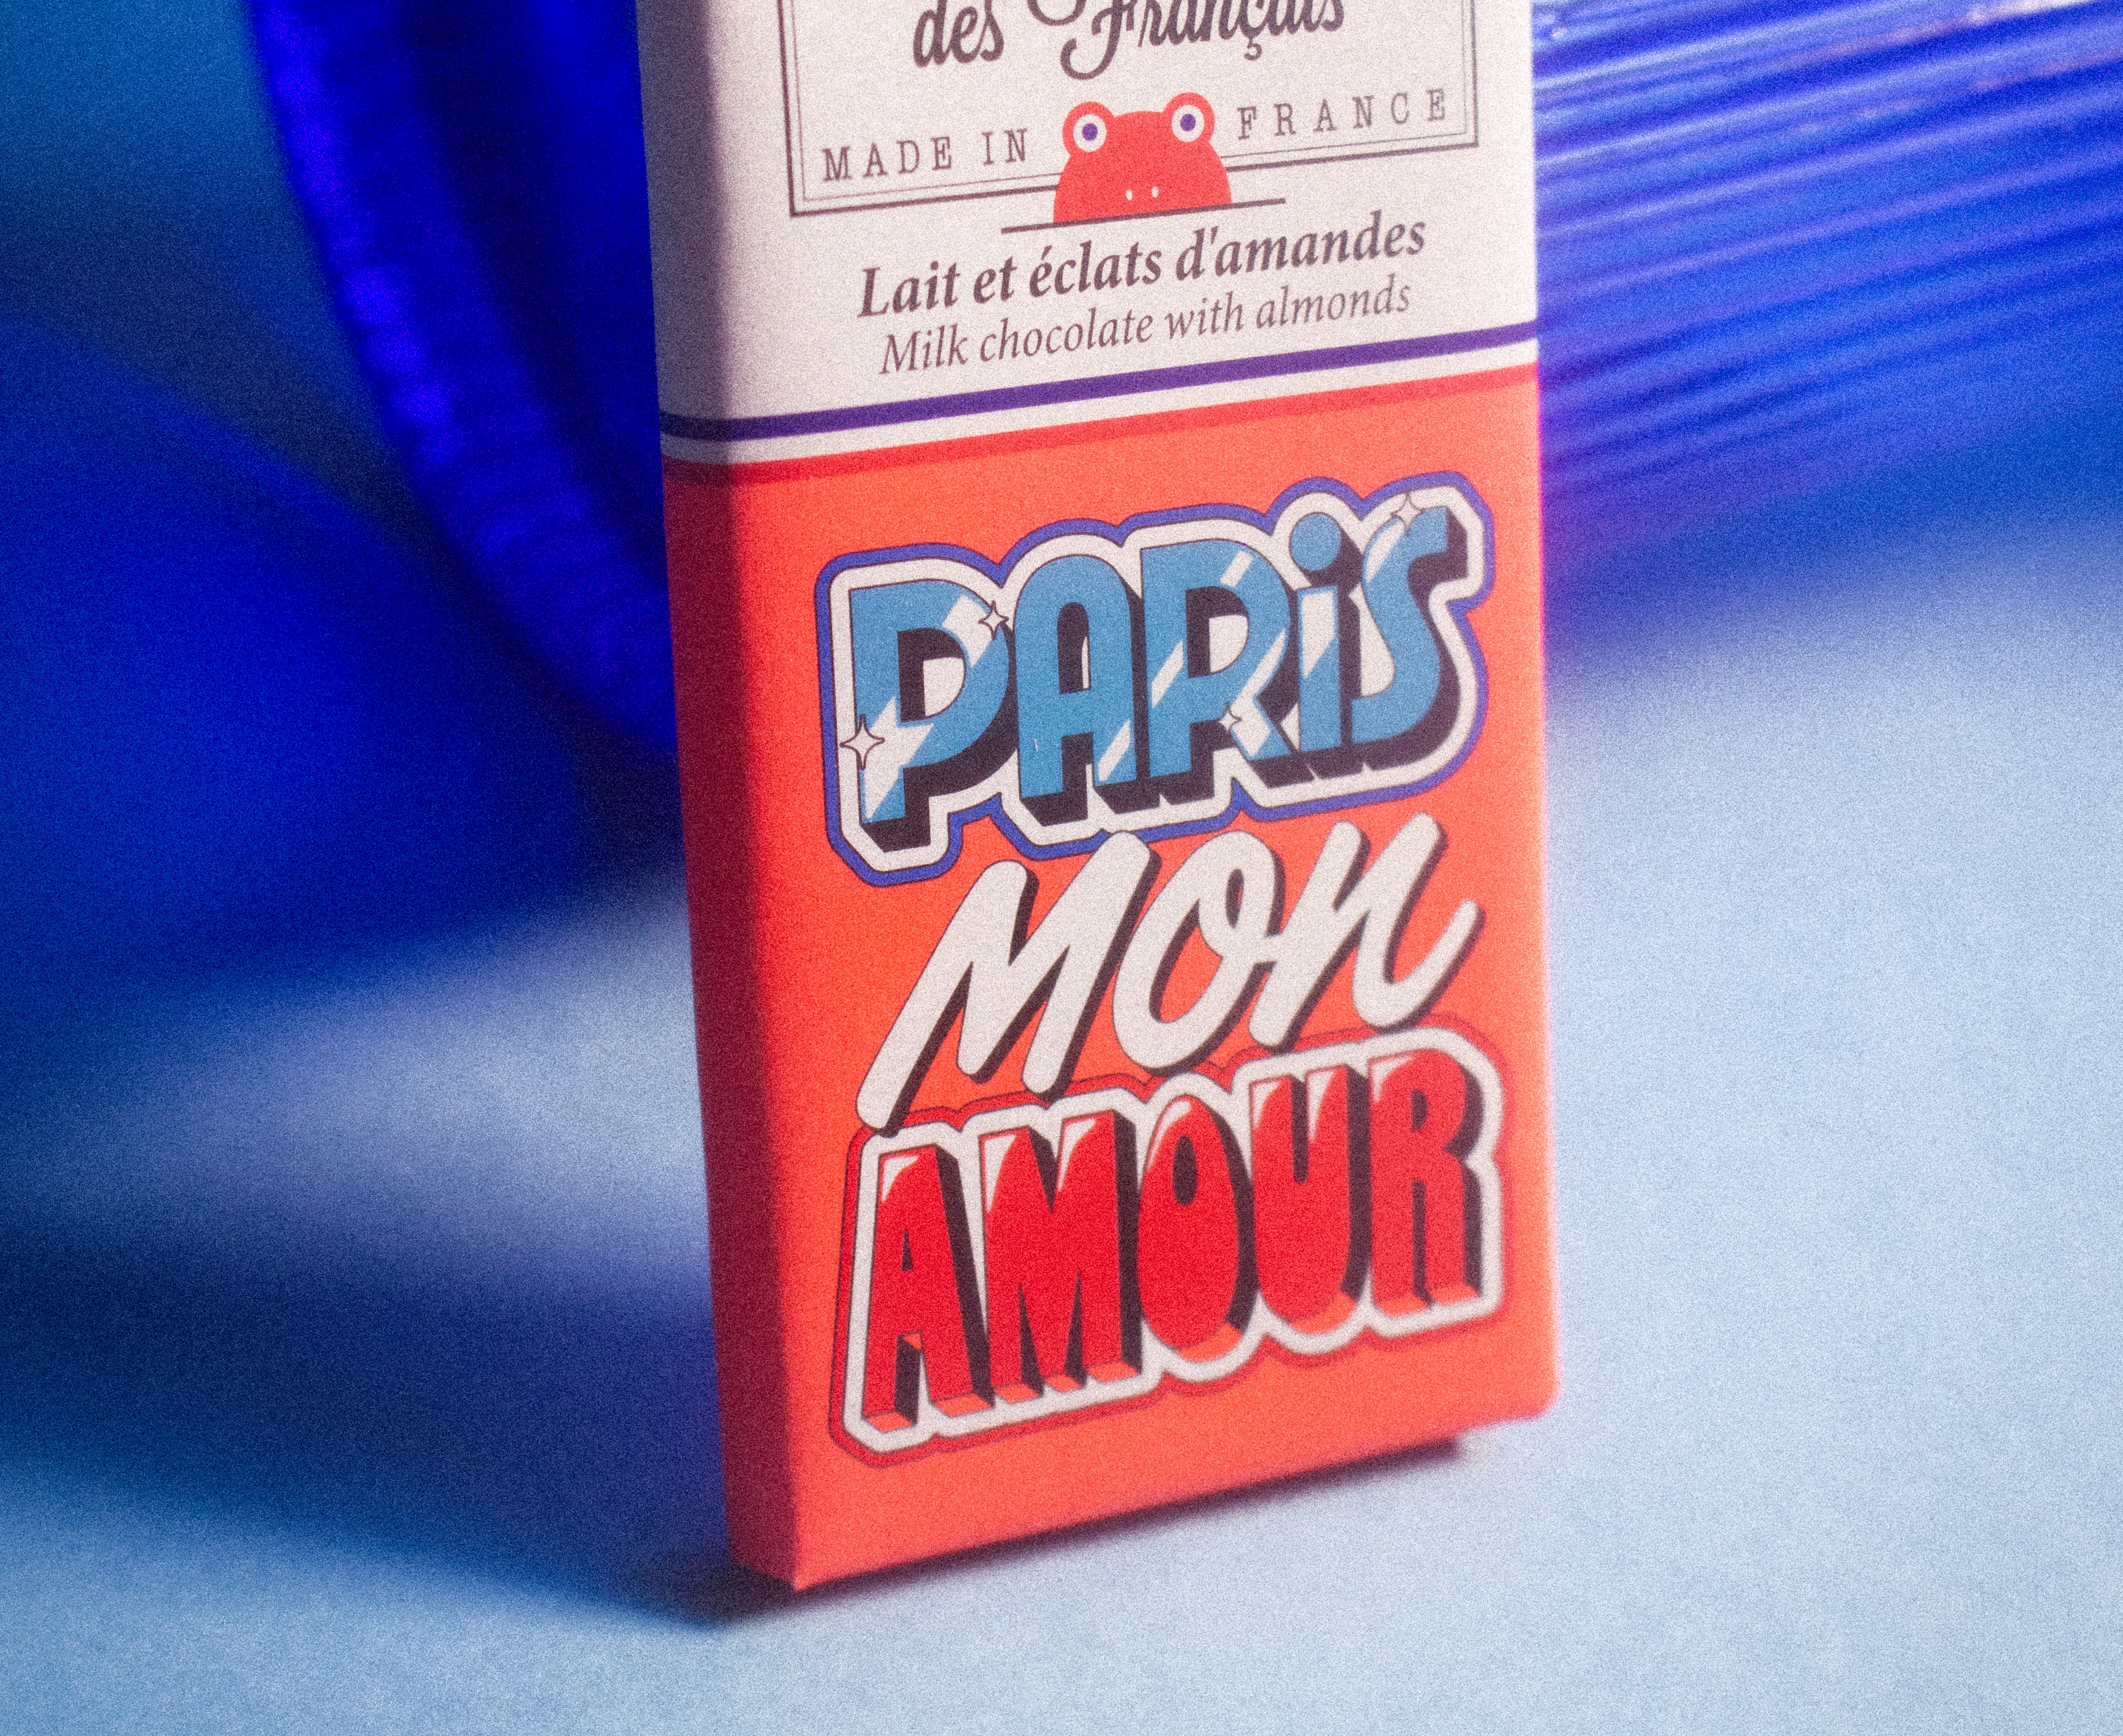 des Français
MADE IN FRANCE
Lait et éclats d'amandes
Milk chocolate with almonds
PARiS
MON
AMOUR